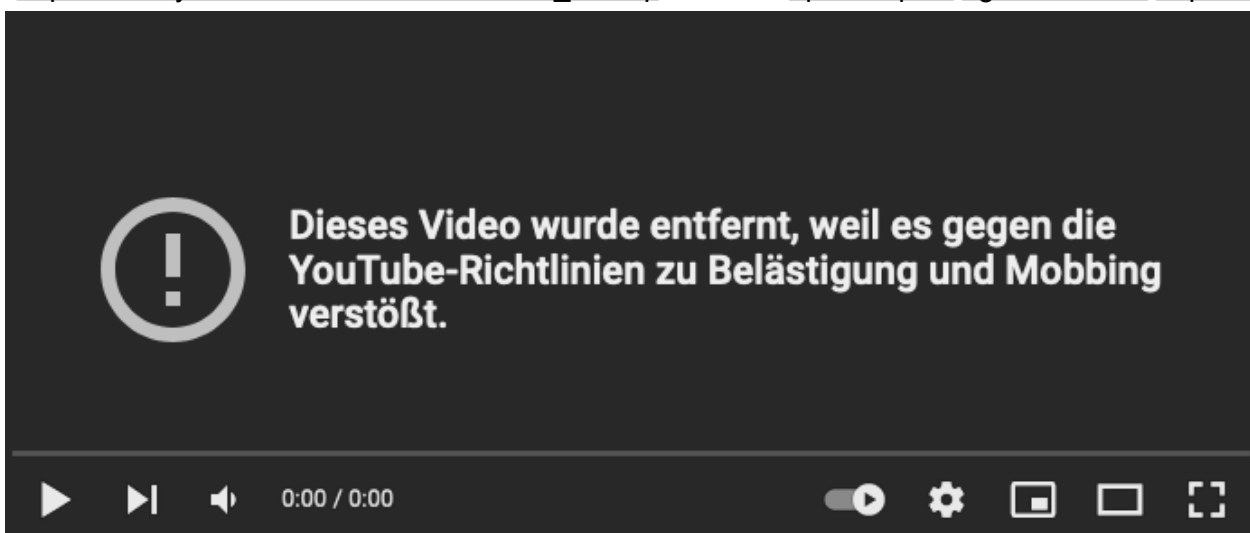 Dieses Video wurde entfernt, weil es gegen die
YouTube-Richtlinien zu Belästigung und Mobbing
verstößt.
0:00 / 0:00